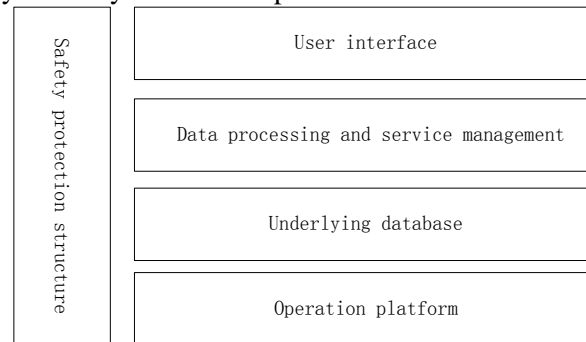 Safety protection structure
User interface
Data processing and service management
Underlying database
Operation platform